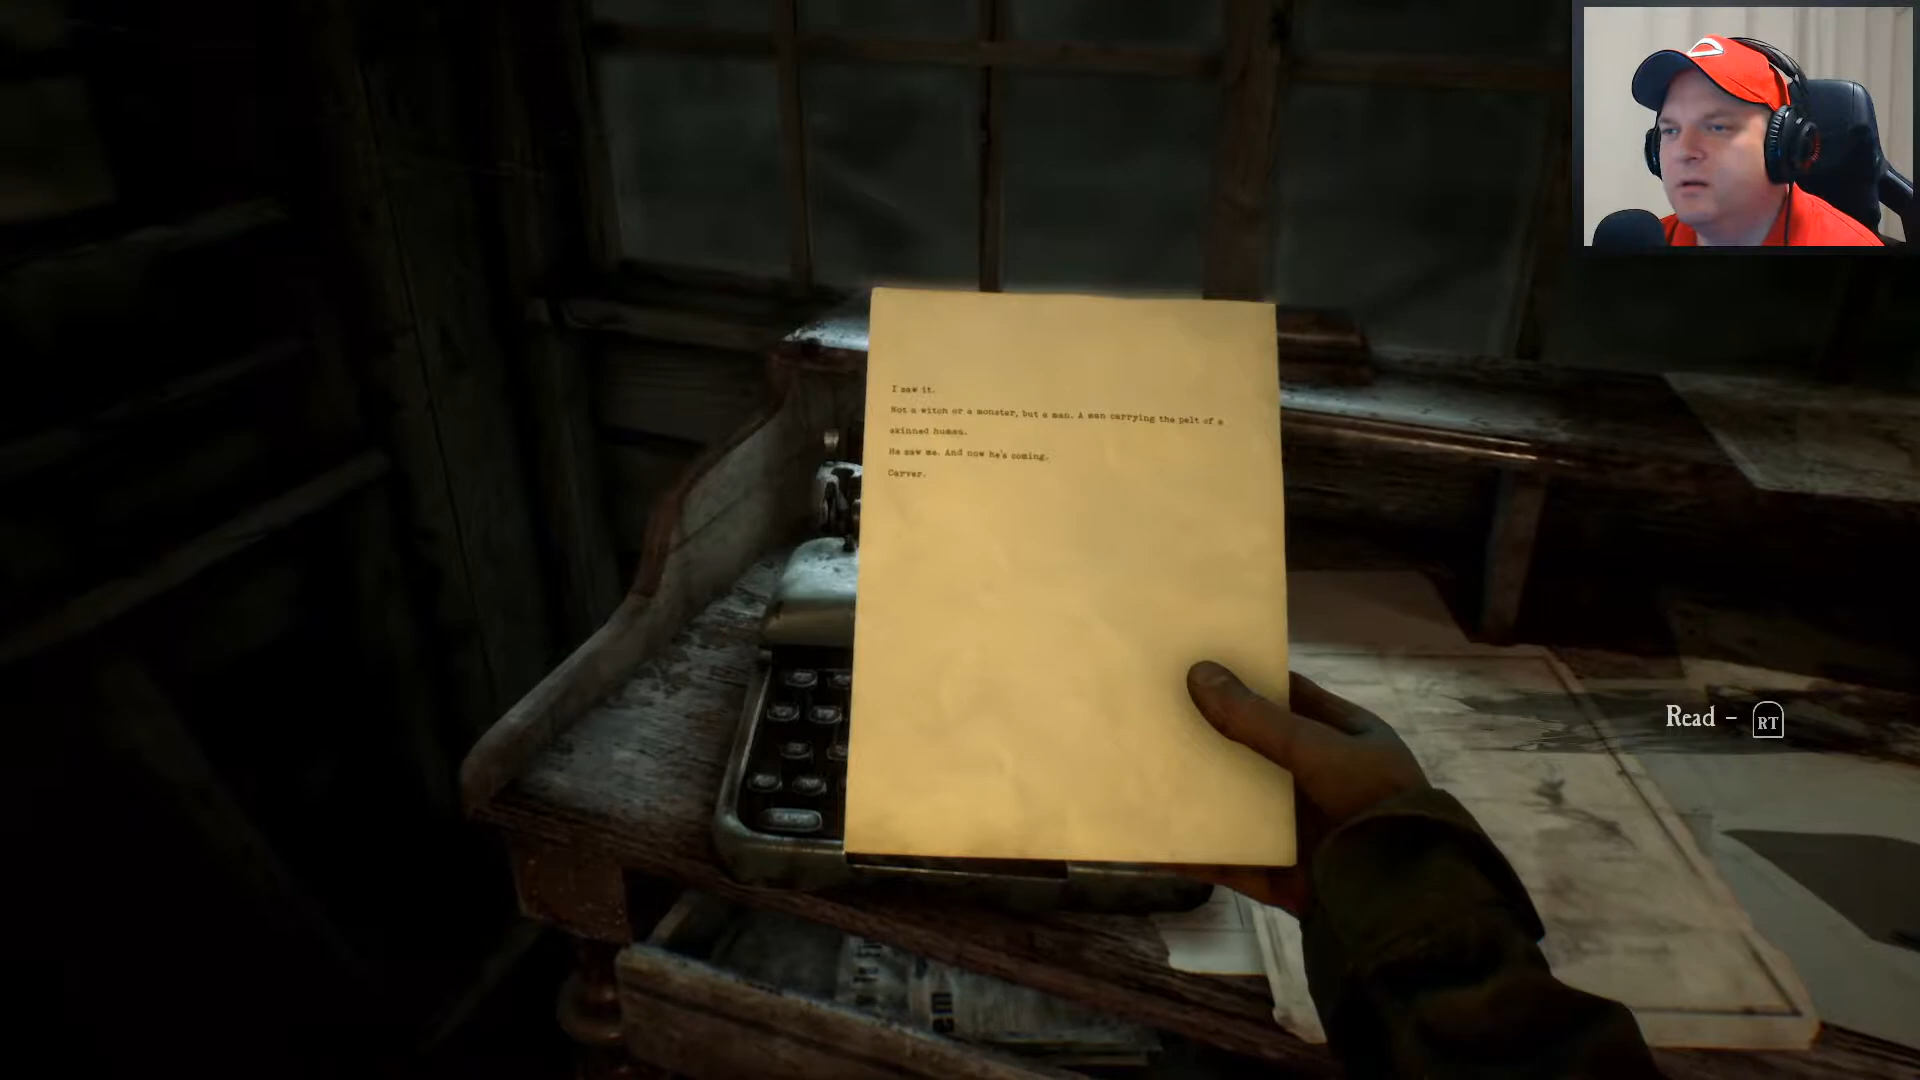 I saw it.
Not a witch or a monster, but a man. A man carrying the pelt of a
skinned human.
He saw me. And now he's coming.
Carver.
Read - RT